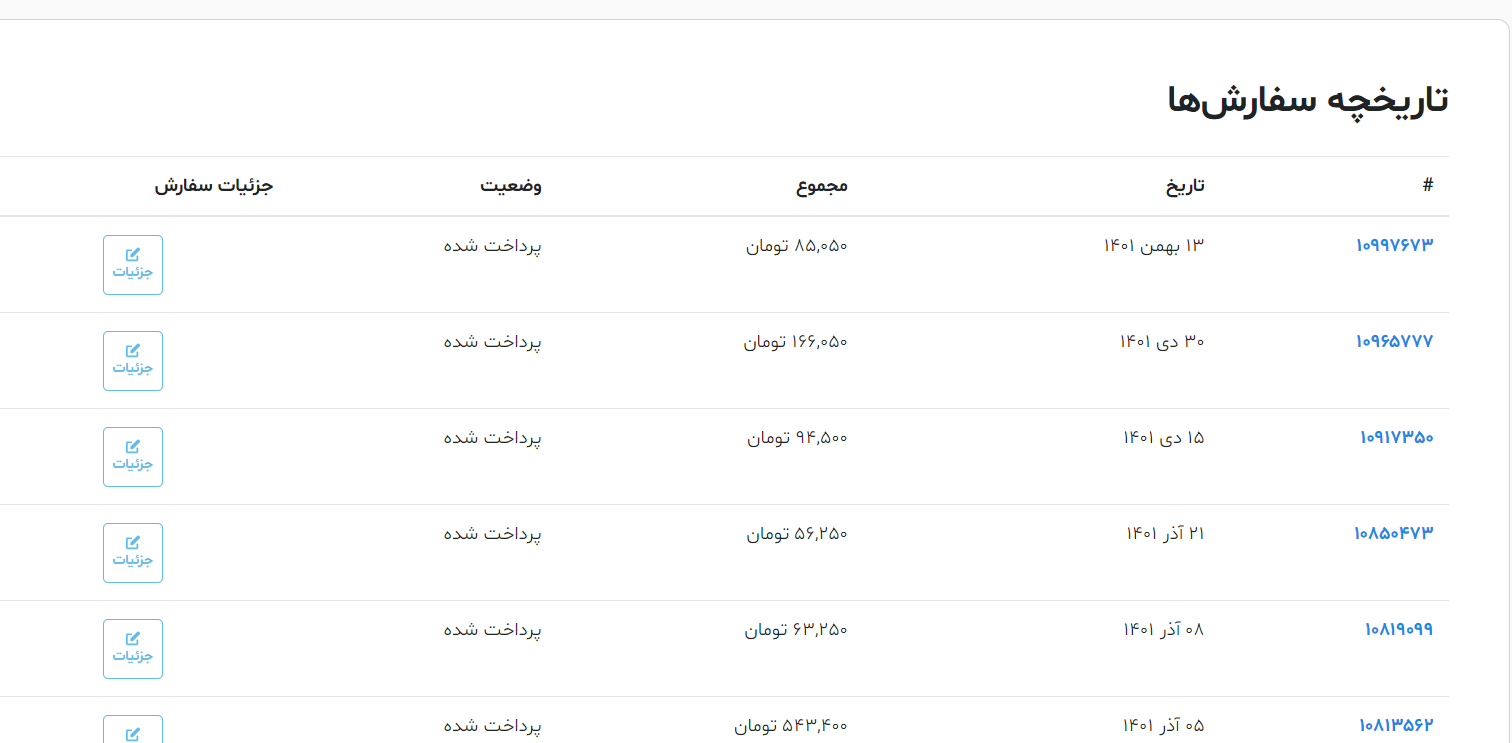 تاریخچه سفارش‌ها
# تاریخ مجموع وضعیت جزئیات سفارش
۱۰۹۹۷۶۷۳ ۱۳ بهمن ۱۴۰۱ ۸۵,۰۵۰ تومان پرداخت شده جزئیات
۱۰۹۶۵۷۷۷ ۳۰ دی ۱۴۰۱ ۱۶۶,۰۵۰ تومان پرداخت شده جزئیات
۱۰۹۱۷۳۵۰ ۱۵ دی ۱۴۰۱ ۹۴,۵۰۰ تومان پرداخت شده جزئیات
۱۰۸۵۰۴۷۳ ۲۱ آذر ۱۴۰۱ ۵۶,۲۵۰ تومان پرداخت شده جزئیات
۱۰۸۱۹۰۹۹ ۰۸ آذر ۱۴۰۱ ۶۳,۲۵۰ تومان پرداخت شده جزئیات
۱۰۸۱۳۵۶۲ ۰۵ آذر ۱۴۰۱ ۵۴۳,۴۰۰ تومان پرداخت شده